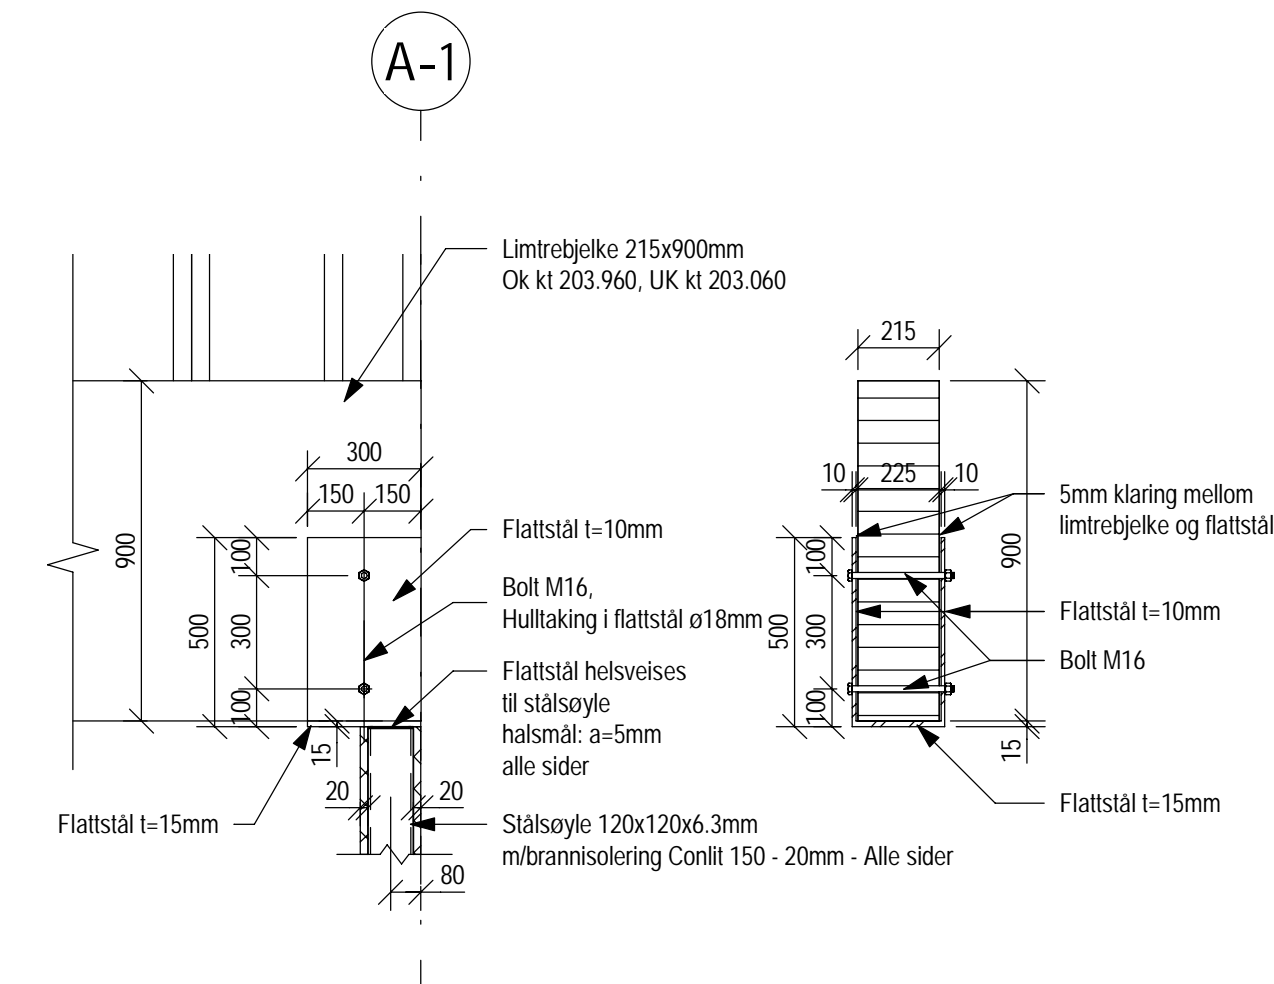 A-1
Limtrebjelke 215x900mm
Ok kt 203.960, UK kt 203.060
215
300
10
225
10
150
150
5mm klaring mellom
limtrebjelke og flattstål
Flattstål t=10mm
900
100
100
900
Bolt M16,
Hulltaking i flattstål ø18mm
Flattstål t=10mm
500
300
500
300
Bolt M16
Flattstål helsveises
til stålsøyle
halsmål: a=5mm
alle sider
100
100
15
15
20
20
Flattstål t=15mm
Flattstål t=15mm
Stålsøyle 120x120x6.3mm
m/brannisolering Conlit 150 - 20mm - Alle sider
80